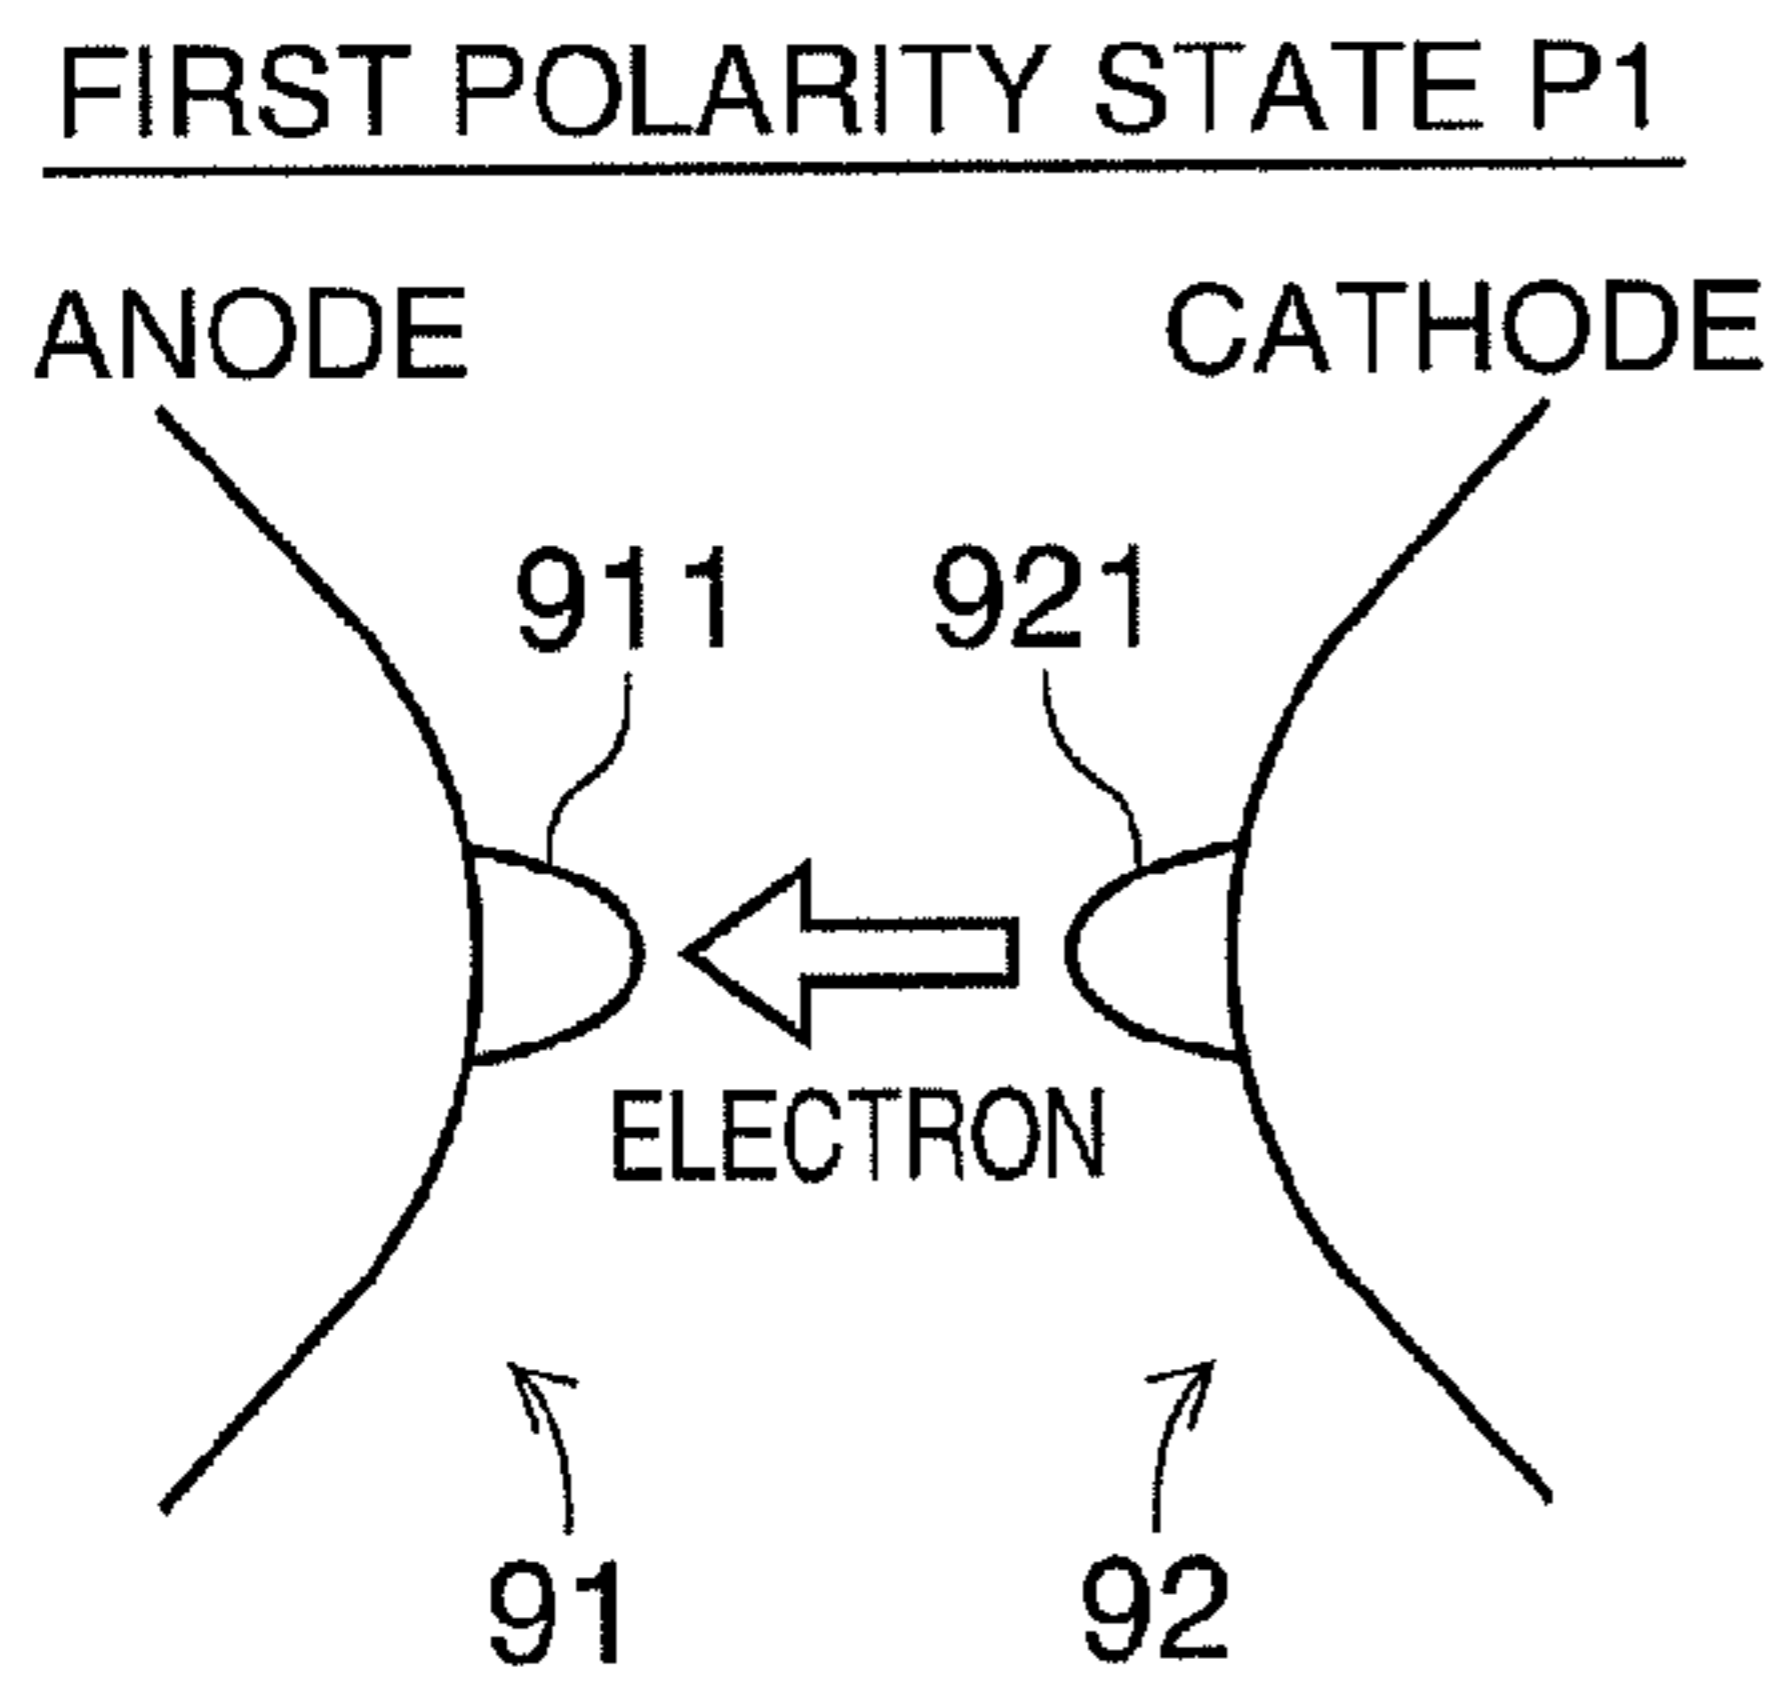 FIRST POLARITY STATE P1
ANODE CATHODE
911 921
ELECTRON
91 92